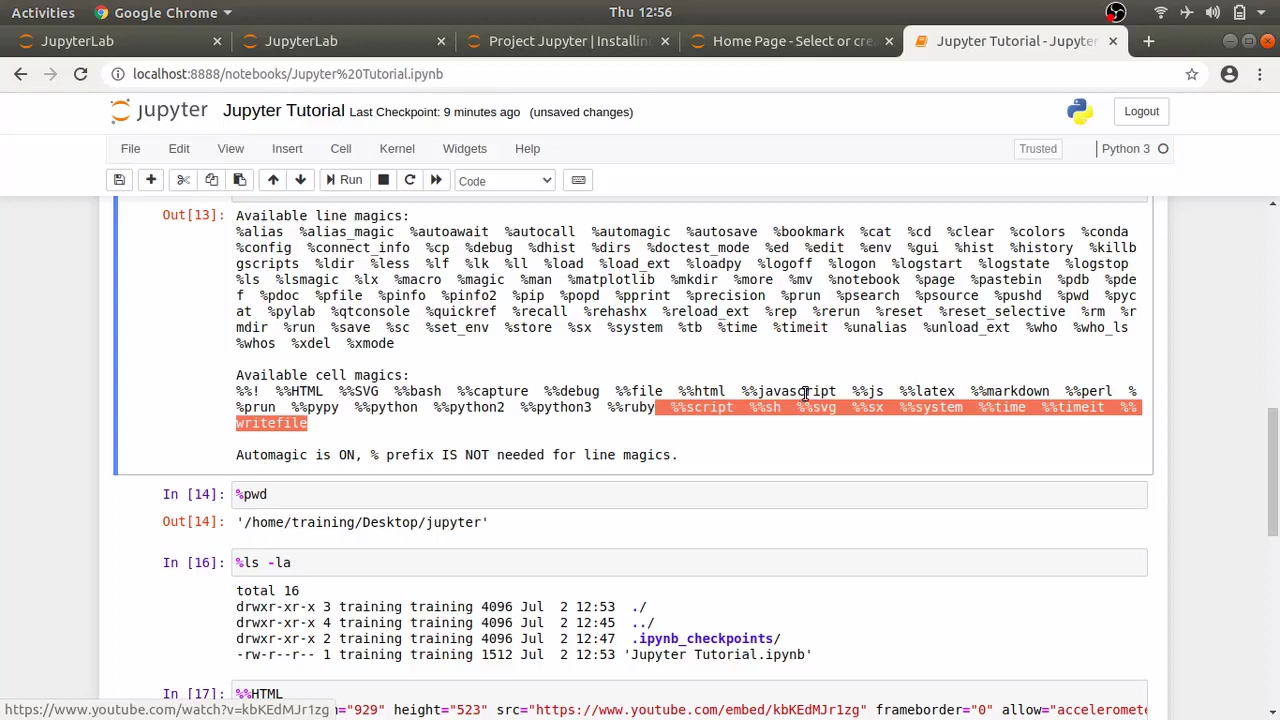 Activities Google Chrome Thu 12:56
JupyterLab JupyterLab Project Jupyter | Installin Home Page - Select or cre Jupyter Tutorial - Jupyter
localhost:8888/notebooks/Jupyter%20Tutorial.ipynb
jupyter Jupyter Tutorial Last Checkpoint: 9 minutes ago (unsaved changes) Logout
File Edit View Insert Cell Kernel Widgets Help Trusted Python 3
Run Code
Out[13]: Available line magics:
%alias %alias_magic %autoawait %autocall %automagic %autosave %bookmark %cat %cd %clear %colors %conda
%config %connect_info %cp %debug %dhist %dirs %doctest_mode %ed %edit %env %gui %hist %history %killb
gscripts %ldir %less %lf %lk %ll %load %load_ext %loadpy %logoff %logon %logstart %logstate %logstop
%ls %lsmagic %lx %macro %magic %man %matplotlib %mkdir %more %mv %notebook %page %pastebin %pdb %pde
f %pdoc %pfile %pinfo %pinfo2 %pip %popd %pprint %precision %prun %psearch %psource %pushd %pwd %pyc
at %pylab %qtconsole %quickref %recall %rehashx %reload_ext %rep %rerun %reset %reset_selective %rm %r
mdir %run %save %sc %set_env %store %sx %system %tb %time %timeit %unalias %unload_ext %who %who_ls
%whos %xdel %xmode
Available cell magics:
%%! %%HTML %%SVG %%bash %%capture %%debug %%file %%html %%javascript %%js %%latex %%markdown %%perl %
%prun %%pypy %%python %%python2 %%python3 %%ruby %%script %%sh %%svg %%sx %%system %%time %%timeit %%
writefile
Automagic is ON, % prefix IS NOT needed for line magics.
In [14]: %pwd
Out[14]: '/home/training/Desktop/jupyter'
In [16]: %ls -la
total 16
drwxr-xr-x 3 training training 4096 Jul 2 12:53 ./
drwxr-xr-x 4 training training 4096 Jul 2 12:45 ../
drwxr-xr-x 2 training training 4096 Jul 2 12:47 .ipynb_checkpoints/
-rw-r--r-- 1 training training 1512 Jul 2 12:53 'Jupyter Tutorial.ipynb'
In [17]: %%HTML
https://www.youtube.com/watch?v=kbKEdMJr1zg ="929" height="523" src="https://www.youtube.com/embed/kbKEdMJr1zg" frameborder="0" allow="acceleromete